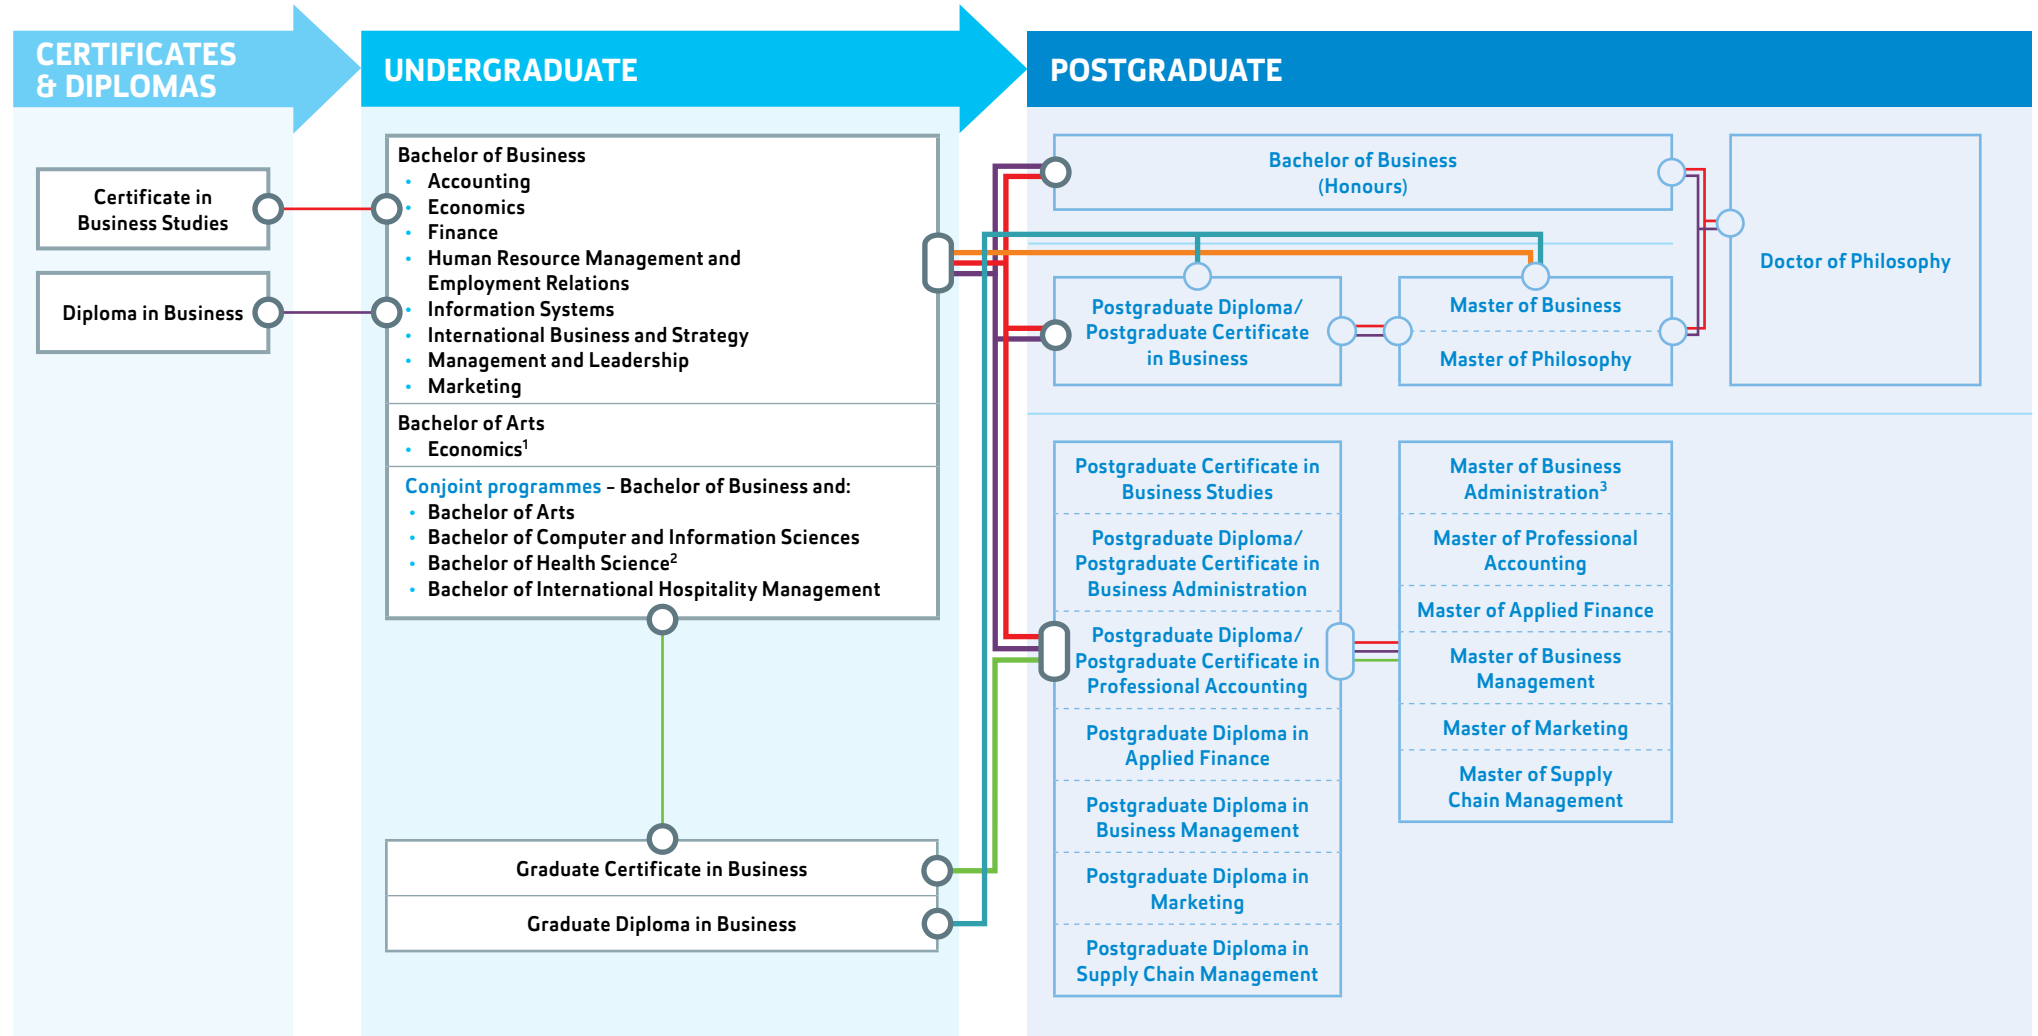 CERTIFICATES
& DIPLOMAS
UNDERGRADUATE
POSTGRADUATE
Certificate in
Business Studies
Diploma in Business
Bachelor of Business
• Accounting
• Economics
• Finance
• Human Resource Management and
Employment Relations
• Information Systems
• International Business and Strategy
• Management and Leadership
• Marketing
Bachelor of Arts
• Economics¹
Conjoint programmes – Bachelor of Business and:
• Bachelor of Arts
• Bachelor of Computer and Information Sciences
• Bachelor of Health Science²
• Bachelor of International Hospitality Management
Graduate Certificate in Business
Graduate Diploma in Business
Bachelor of Business
(Honours)
Postgraduate Diploma/
Postgraduate Certificate
in Business
Master of Business
Master of Philosophy
Doctor of Philosophy
Postgraduate Certificate in
Business Studies
Postgraduate Diploma/
Postgraduate Certificate in
Business Administration
Postgraduate Diploma/
Postgraduate Certificate in
Professional Accounting
Postgraduate Diploma in
Applied Finance
Postgraduate Diploma in
Business Management
Postgraduate Diploma in
Marketing
Postgraduate Diploma in
Supply Chain Management
Master of Business
Administration³
Master of Professional
Accounting
Master of Applied Finance
Master of Business
Management
Master of Marketing
Master of Supply
Chain Management